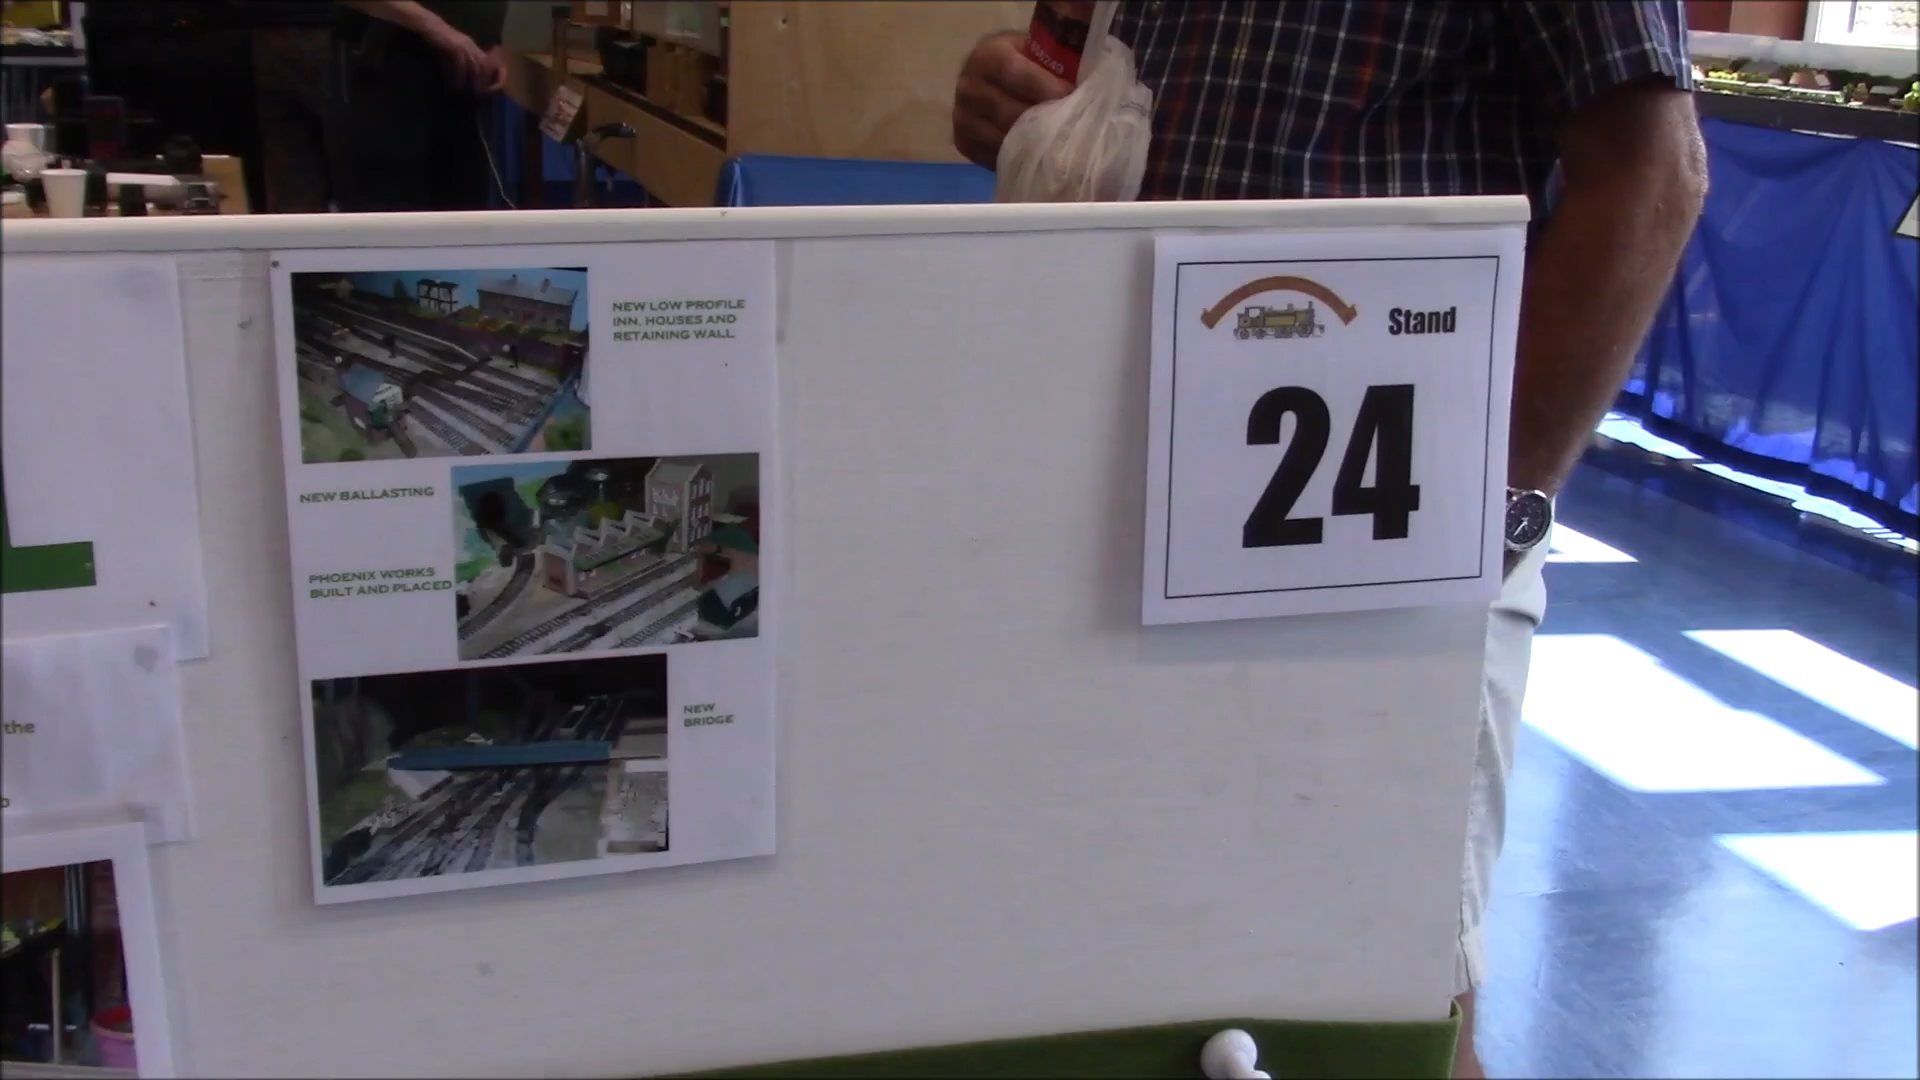 NEW LOW PROFILE
INN, HOUSES AND
RETAINING WALL
NEW BALLASTING
PHOENIX WORKS
BUILT AND PLACED
NEW
BRIDGE
Stand
24
the